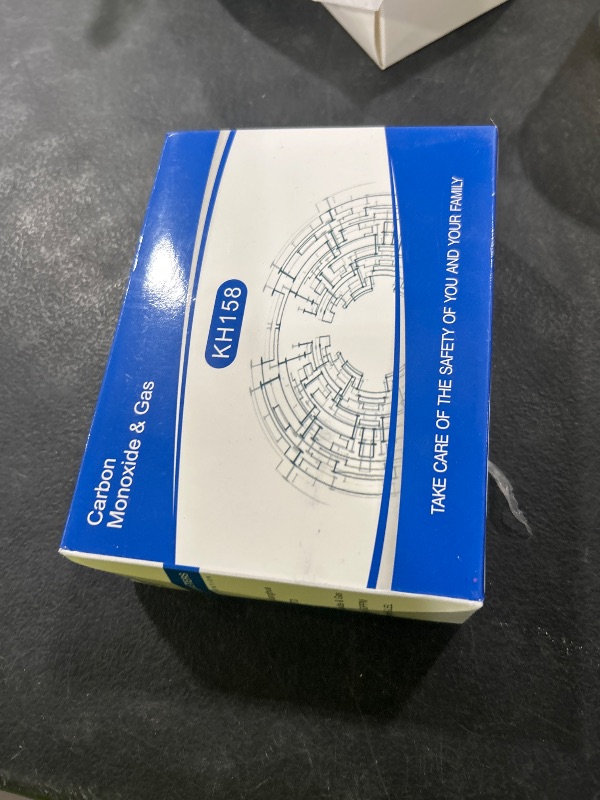 Carbon
Monoxide & Gas
KH158
TAKE CARE OF THE SAFETY OF YOU AND YOUR FAMILY